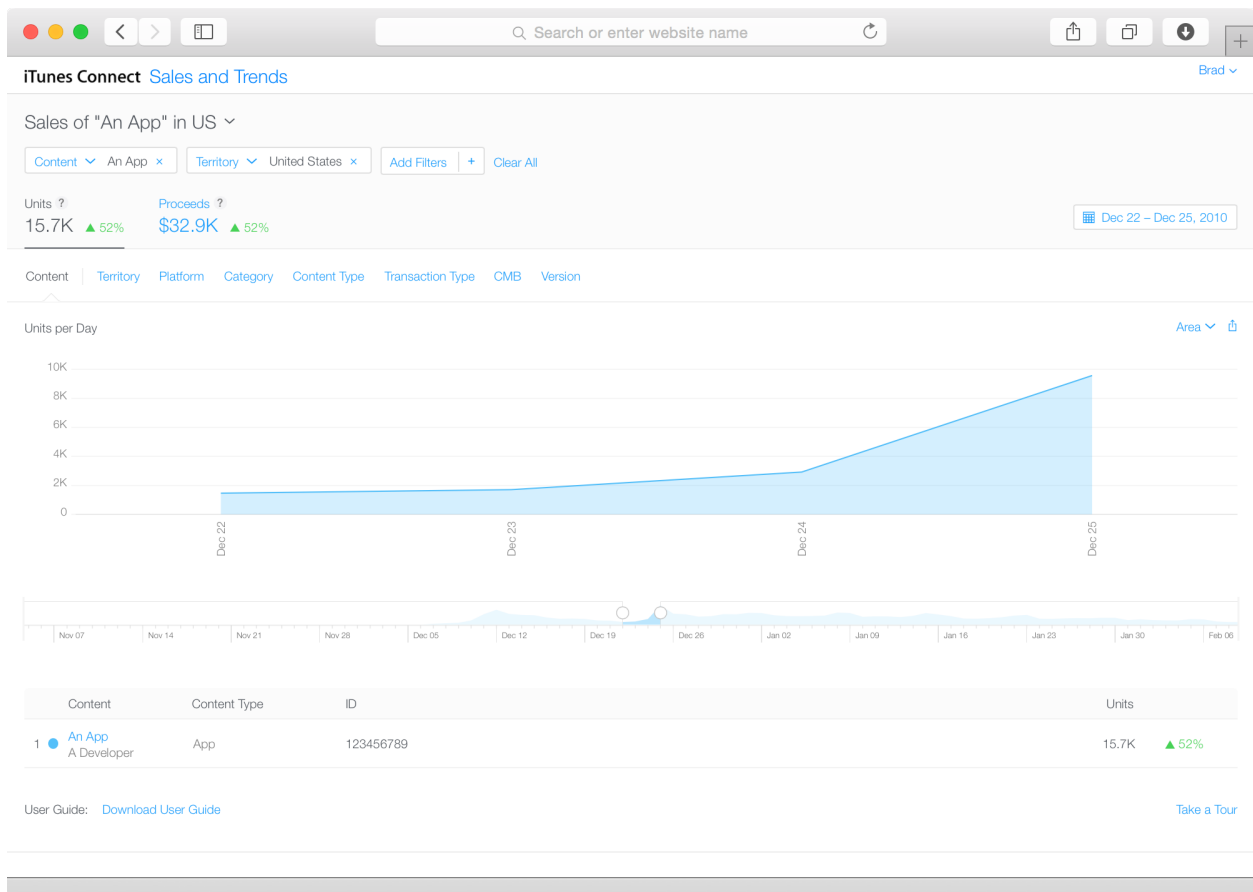 Search or enter website name
iTunes Connect Sales and Trends
Brad
Sales of "An App" in US
Content An App × Territory United States × Add Filters + Clear All
Units ? Proceeds ?
15.7K ▲ 52% $32.9K ▲ 52%
Dec 22 – Dec 25, 2010
Content Territory Platform Category Content Type Transaction Type CMB Version
Units per Day
Area
10K
8K
6K
4K
2K
0
Dec 22 Dec 23 Dec 24 Dec 25
Nov 07 Nov 14 Nov 21 Nov 28 Dec 05 Dec 12 Dec 19 Dec 26 Jan 02 Jan 09 Jan 16 Jan 23 Jan 30 Feb 06
Content Content Type ID Units
1 An App App 123456789 15.7K ▲ 52%
A Developer
User Guide: Download User Guide Take a Tour